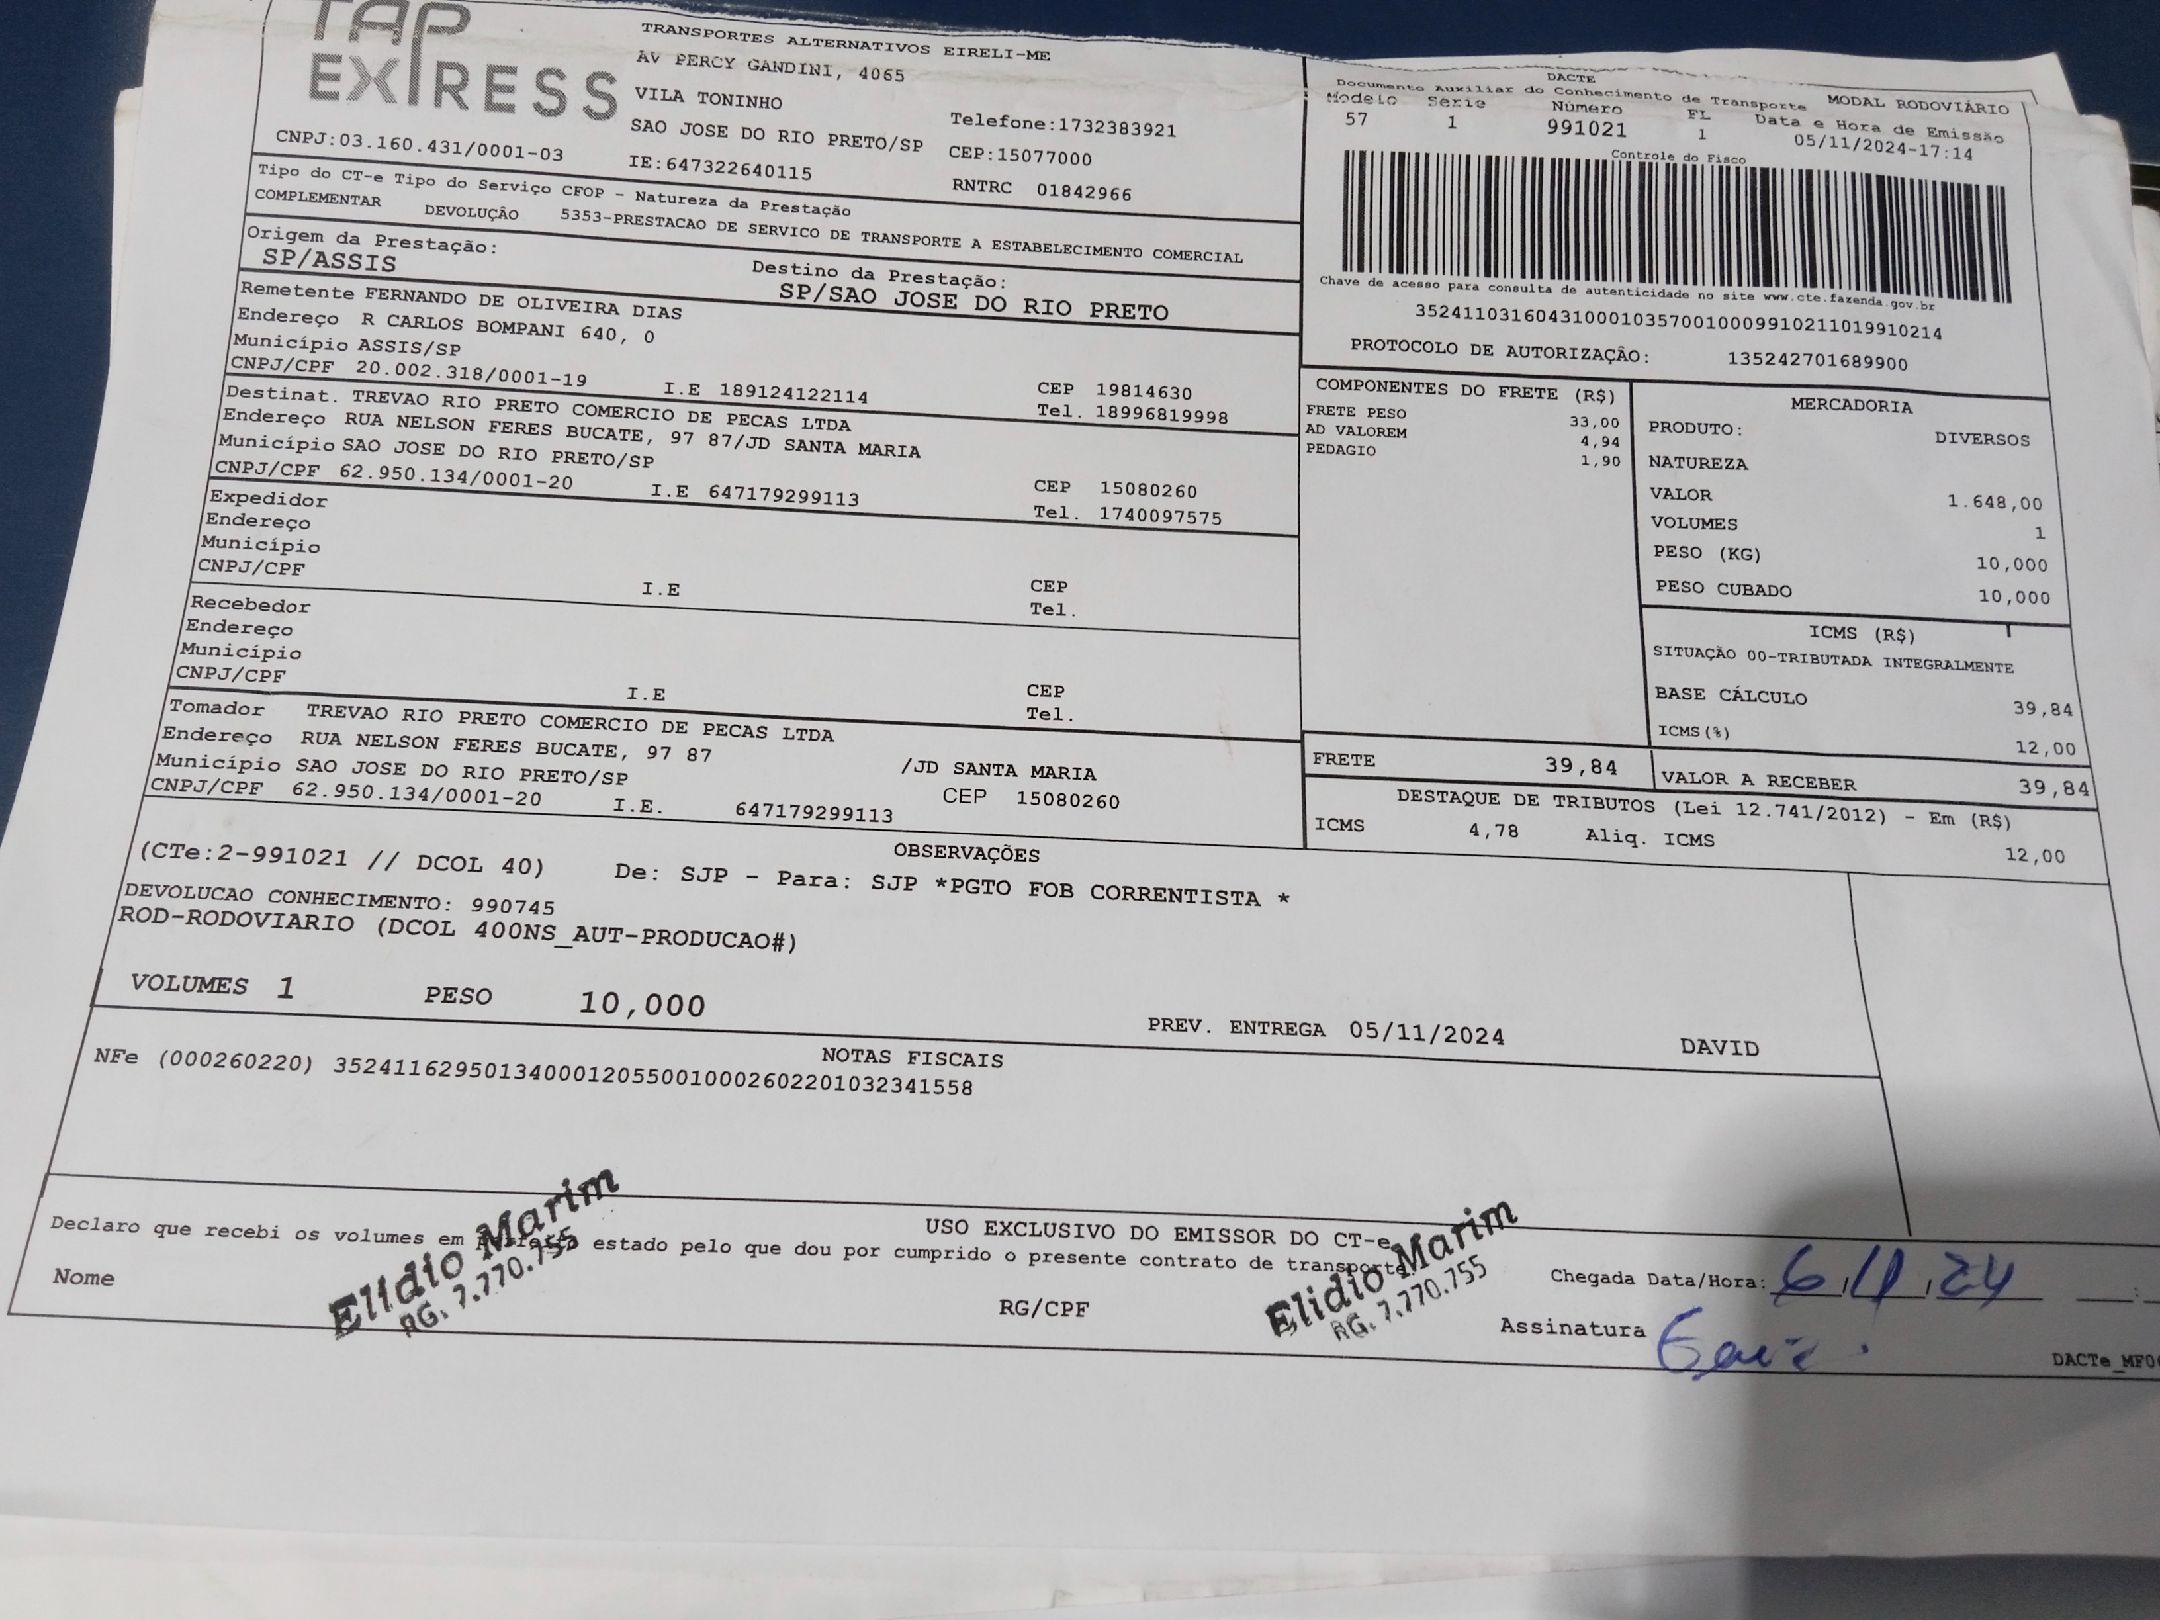 TAP
EXPRESS
TRANSPORTES ALTERNATIVOS EIRELI-ME
AV PERCY GANDINI, 4065
VILA TONINHO
SAO JOSE DO RIO PRETO/SP
IE:647322640115
Telefone:1732383921
CEP:15077000
RNTRC 01842966
CNPJ:03.160.431/0001-03
DACTE
Documento Auxiliar do Conhecimento de Transporte MODAL RODOVIÁRIO
Modelo Serie Número FL Data e Hora de Emissão
57 1 991021 1 05/11/2024-17:14
Controle do Fisco
Chave de acesso para consulta de autenticidade no site www.cte.fazenda.gov.br
35241103160431000103570010009910211019910214
PROTOCOLO DE AUTORIZAÇÃO: 135242701689900
Tipo do CT-e Tipo do Serviço CFOP - Natureza da Prestação
COMPLEMENTAR DEVOLUÇÃO 5353-PRESTACAO DE SERVICO DE TRANSPORTE A ESTABELECIMENTO COMERCIAL
Origem da Prestação:
SP/ASSIS
Destino da Prestação:
SP/SAO JOSE DO RIO PRETO
Remetente FERNANDO DE OLIVEIRA DIAS
Endereço R CARLOS BOMPANI 640, 0
Município ASSIS/SP
CNPJ/CPF 20.002.318/0001-19 I.E 189124122114
CEP 19814630
Tel. 18996819998
Destinat. TREVAO RIO PRETO COMERCIO DE PECAS LTDA
Endereço RUA NELSON FERES BUCATE, 97 87/JD SANTA MARIA
Município SAO JOSE DO RIO PRETO/SP
CNPJ/CPF 62.950.134/0001-20 I.E 647179299113
CEP 15080260
Tel. 1740097575
Expedidor
Endereço
Município
CNPJ/CPF I.E CEP
Tel.
Recebedor
Endereço
Município
CNPJ/CPF I.E CEP
Tel.
Tomador TREVAO RIO PRETO COMERCIO DE PECAS LTDA
Endereço RUA NELSON FERES BUCATE, 97 87 /JD SANTA MARIA
Município SAO JOSE DO RIO PRETO/SP CEP 15080260
CNPJ/CPF 62.950.134/0001-20 I.E. 647179299113
COMPONENTES DO FRETE (R$)
FRETE PESO 33,00
AD VALOREM 4,94
PEDAGIO 1,90
MERCADORIA
PRODUTO: DIVERSOS
NATUREZA
VALOR 1.648,00
VOLUMES 1
PESO (KG) 10,000
PESO CUBADO 10,000
ICMS (R$)
SITUAÇÃO 00-TRIBUTADA INTEGRALMENTE
BASE CÁLCULO 39,84
ICMS(%) 12,00
FRETE 39,84
VALOR A RECEBER 39,84
DESTAQUE DE TRIBUTOS (Lei 12.741/2012) - Em (R$)
ICMS 4,78 Aliq. ICMS 12,00
OBSERVAÇÕES
(CTe:2-991021 // DCOL 40) De: SJP - Para: SJP *PGTO FOB CORRENTISTA *
DEVOLUCAO CONHECIMENTO: 990745
ROD-RODOVIARIO (DCOL 400NS_AUT-PRODUCAO#)
VOLUMES 1 PESO 10,000 PREV. ENTREGA 05/11/2024 DAVID
NOTAS FISCAIS
NFe (000260220) 35241162950134000120550010002602201032341558
USO EXCLUSIVO DO EMISSOR DO CT-e
Declaro que recebi os volumes em perfeito estado pelo que dou por cumprido o presente contrato de transporte
Nome RG/CPF
Elidio Marim
RG. 7.770.755
Elidio Marim
RG. 7.770.755
Chegada Data/Hora: 6/11/24
Assinatura